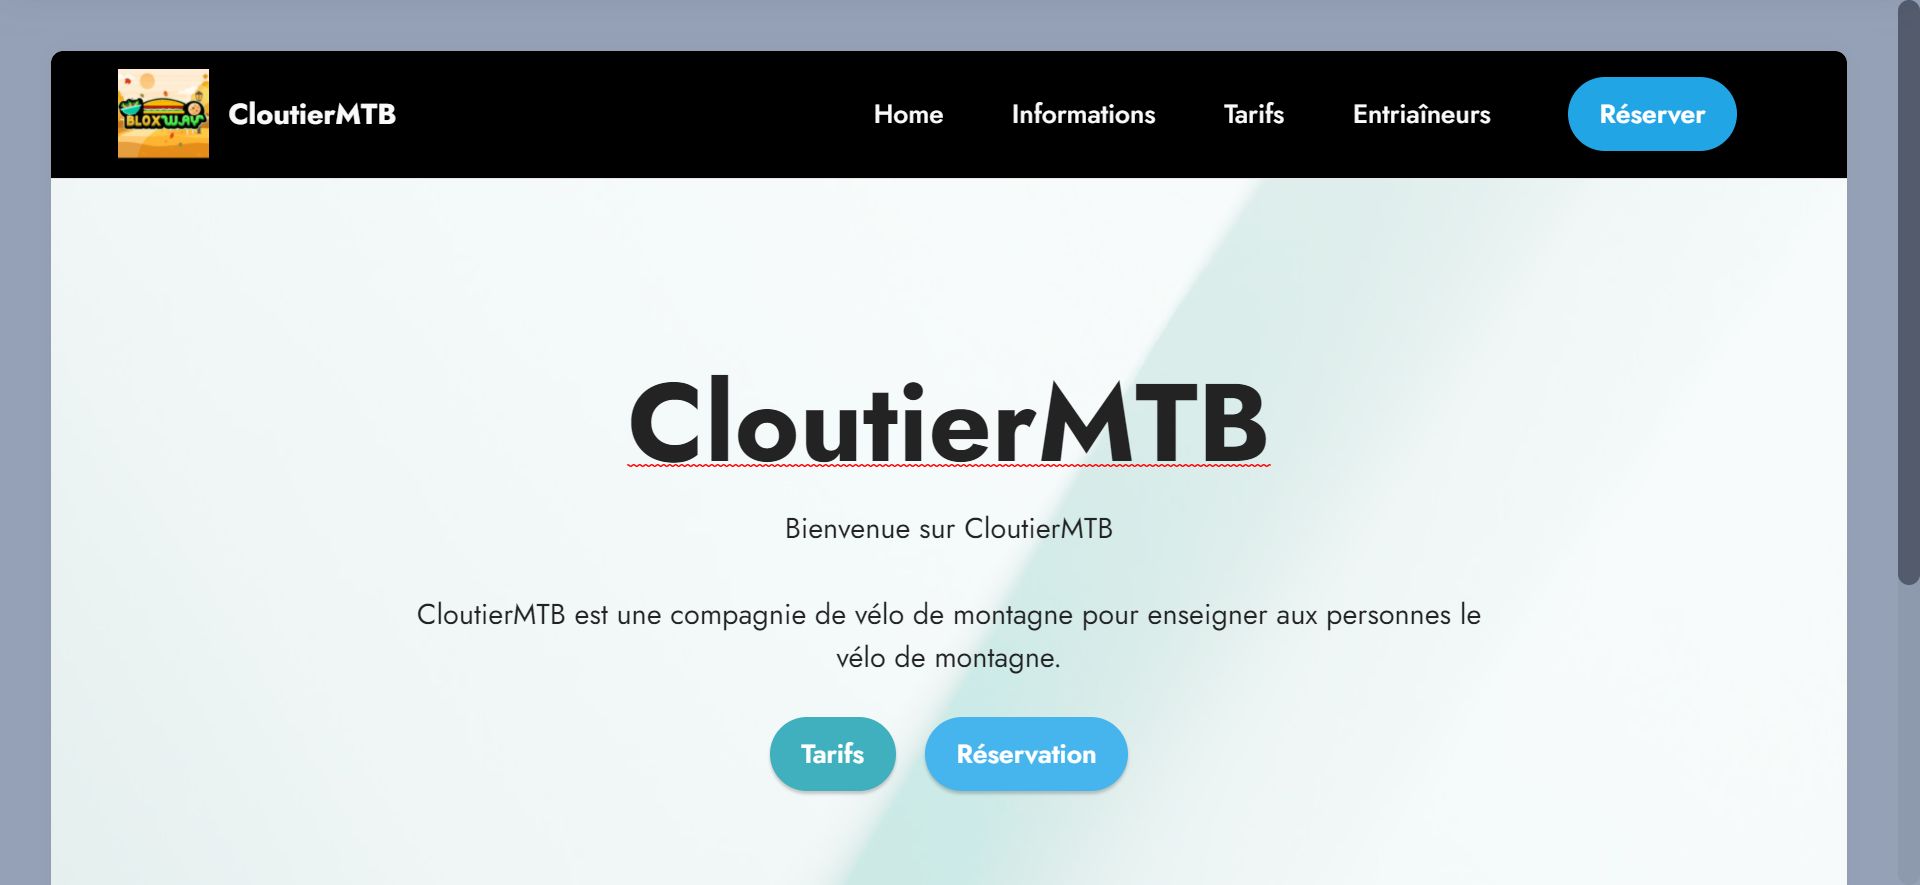 BLOXWAY
CloutierMTB
Home
Informations
Tarifs
Entriaîneurs
Réserver
CloutierMTB
Bienvenue sur CloutierMTB
CloutierMTB est une compagnie de vélo de montagne pour enseigner aux personnes le
vélo de montagne.
Tarifs
Réservation